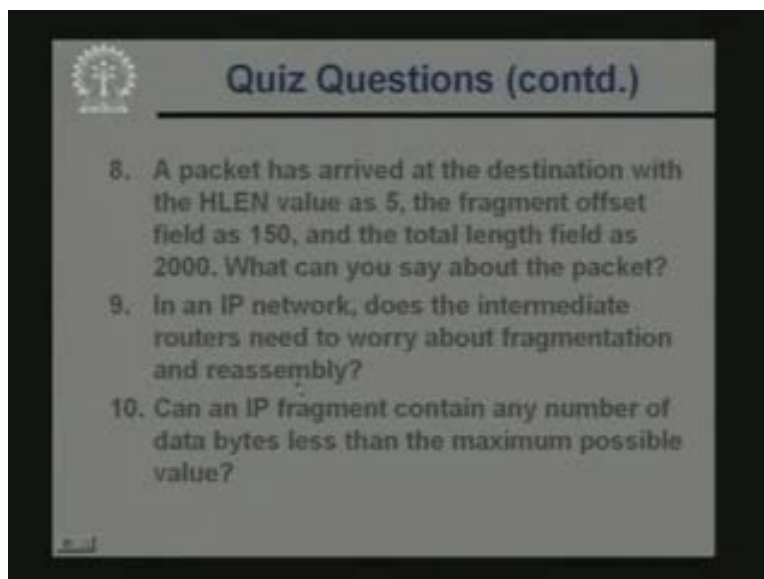 Quiz Questions (contd.)
8. A packet has arrived at the destination with
the HLEN value as 5, the fragment offset
field as 150, and the total length field as
2000. What can you say about the packet?
9. In an IP network, does the intermediate
routers need to worry about fragmentation
and reassembly?
10. Can an IP fragment contain any number of
data bytes less than the maximum possible
value?